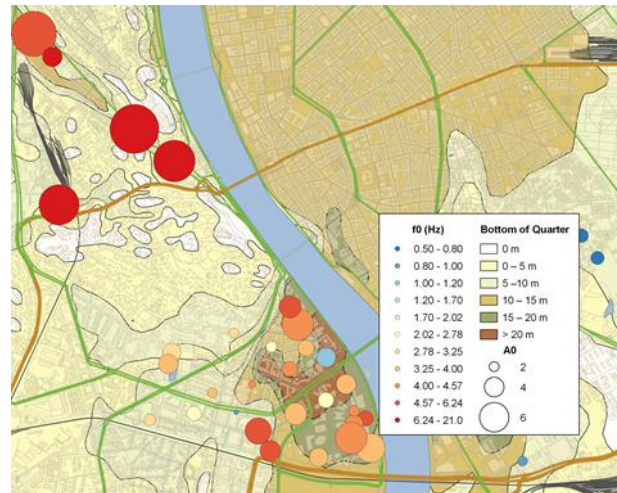 f0 (Hz) Bottom of Quarter
0.50 - 0.80 0 m
0.80 - 1.00 0 – 5 m
1.00 - 1.20 5 –10 m
1.20 - 1.70 10 – 15 m
1.70 - 2.02 15 – 20 m
2.02 - 2.78 > 20 m
2.78 - 3.25 A0
3.25 - 4.00 2
4.00 - 4.57 4
4.57 - 6.24
6.24 - 21.0 6